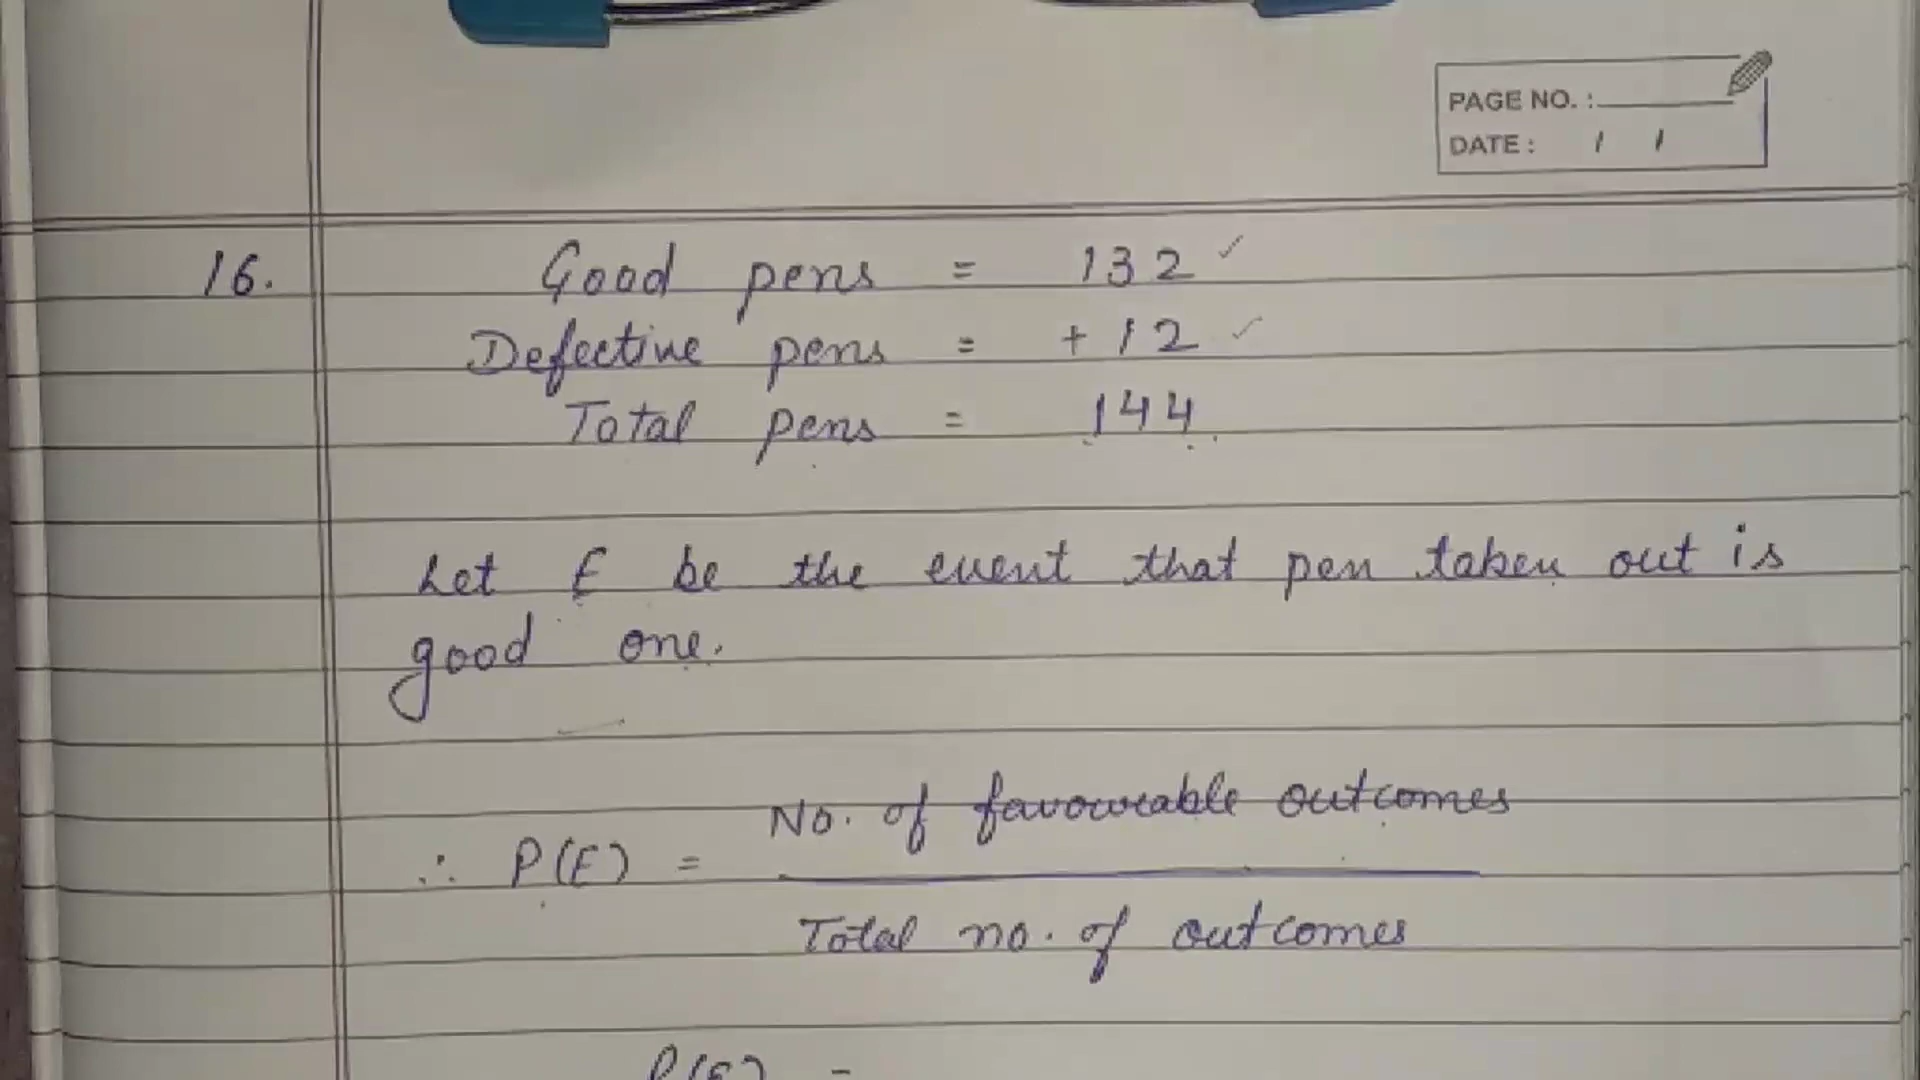 PAGE NO. :
DATE : / /
16. Good pens = 132 ✓
Defective pens = + 12 ✓
Total pens = 144
Let E be the event that pen taken out is
good one.
No. of favourable outcomes
∴ P(E) =
Total no. of outcomes
P(E) =